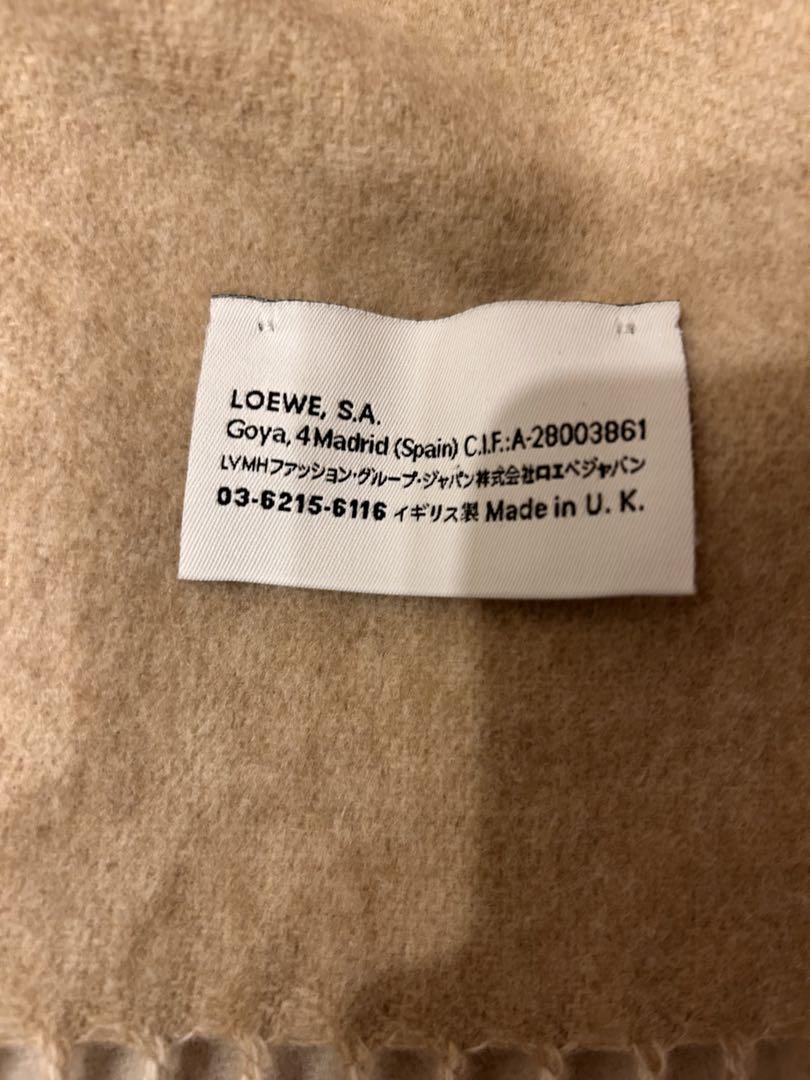 LOEWE, S.A.
Goya, 4 Madrid (Spain) C.I.F.:A-28003861
LVMHファッション・グループ・ジャパン株式会社ロエベジャパン
03-6215-6116 イギリス製 Made in U. K.